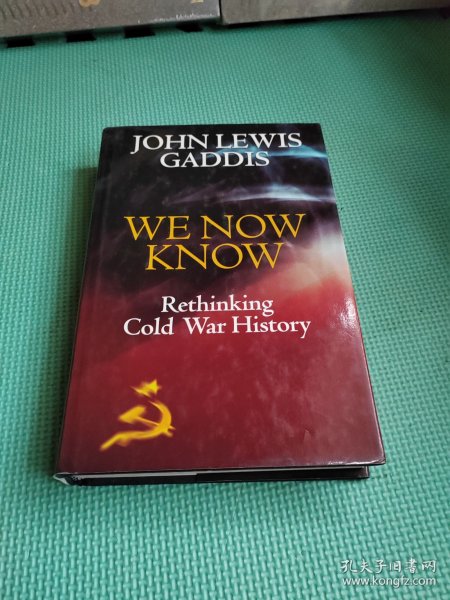 JOHN LEWIS
GADDIS
WE NOW
KNOW
Rethinking
Cold War History
孔夫子旧书网
www.kongfz.com